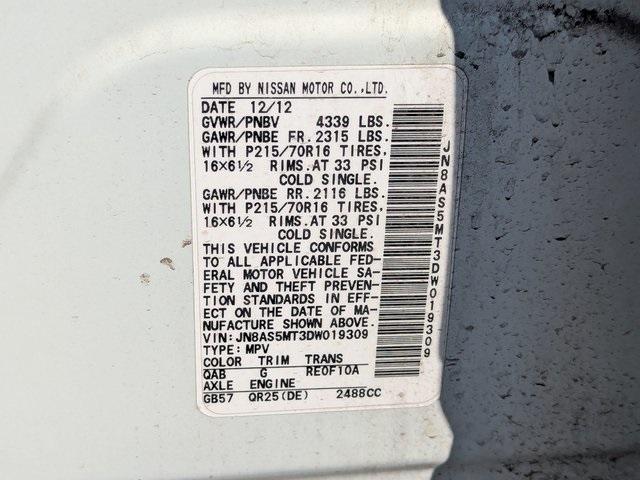 MFD BY NISSAN MOTOR CO.,LTD.
DATE 12/12
GVWR/PNBV 4339 LBS.
GAWR/PNBE FR. 2315 LBS.
WITH P215/70R16 TIRES,
16×6½ RIMS.AT 33 PSI
COLD SINGLE.
GAWR/PNBE RR. 2116 LBS.
WITH P215/70R16 TIRES,
16×6½ RIMS.AT 33 PSI
COLD SINGLE.
THIS VEHICLE CONFORMS
TO ALL APPLICABLE FED-
ERAL MOTOR VEHICLE SA-
FETY AND THEFT PREVEN-
TION STANDARDS IN EFF-
ECT ON THE DATE OF MA-
NUFACTURE SHOWN ABOVE.
VIN: JN8AS5MT3DW019309
TYPE: MPV
COLOR TRIM TRANS
QAB G RE0F10A
AXLE ENGINE
GB57 QR25(DE) 2488CC
JN8AS5MT3DW019309